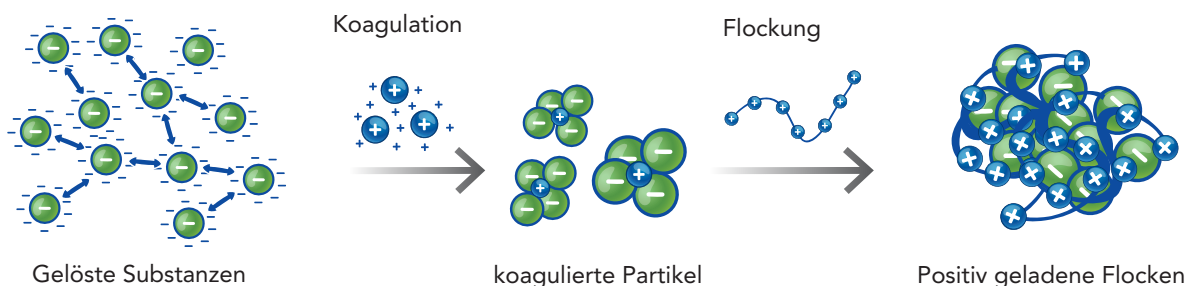 Koagulation
Flockung
Gelöste Substanzen
koagulierte Partikel
Positiv geladene Flocken